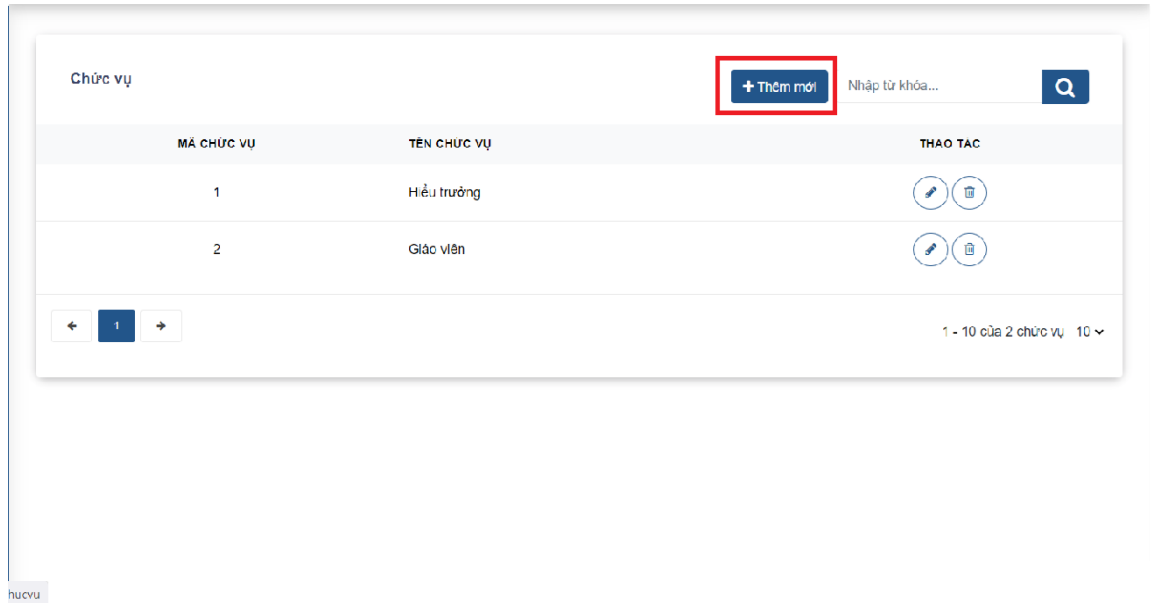 Chức vụ
+ Thêm mới
Nhập từ khóa...
MÃ CHỨC VỤ TÊN CHỨC VỤ THAO TÁC
1 Hiểu trưởng
2 Giáo viên
1 1 - 10 của 2 chức vụ 10
hucvu